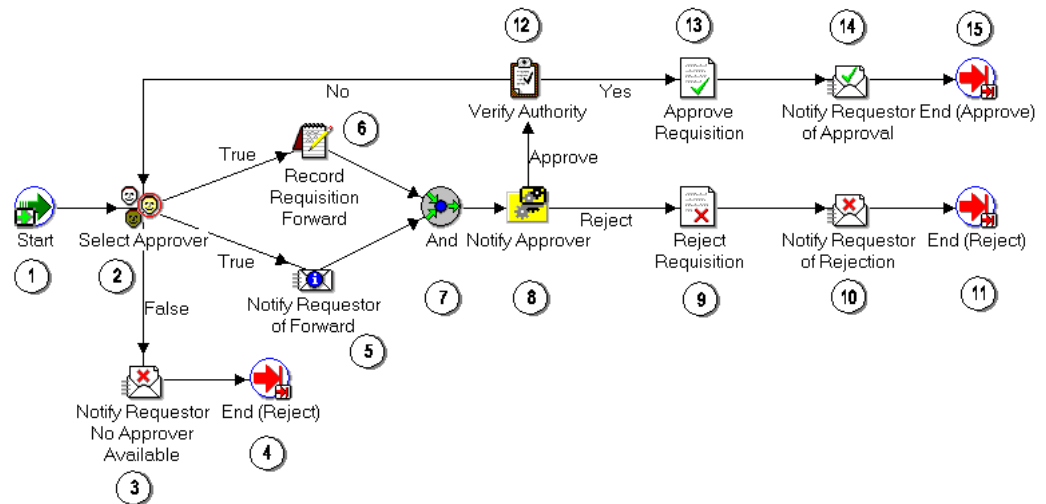 12
13
14
15
No
Verify Authority
Yes
Approve
Requisition
Notify Requestor
of Approval
End (Approve)
6
True
Record
Requisition
Forward
Approve
Start
Select Approver
And
Notify Approver
Reject
Reject
Requisition
Notify Requestor
of Rejection
End (Reject)
1
2
True
Notify Requestor
of Forward
5
7
8
9
10
11
False
Notify Requestor
No Approver
Available
End (Reject)
3
4